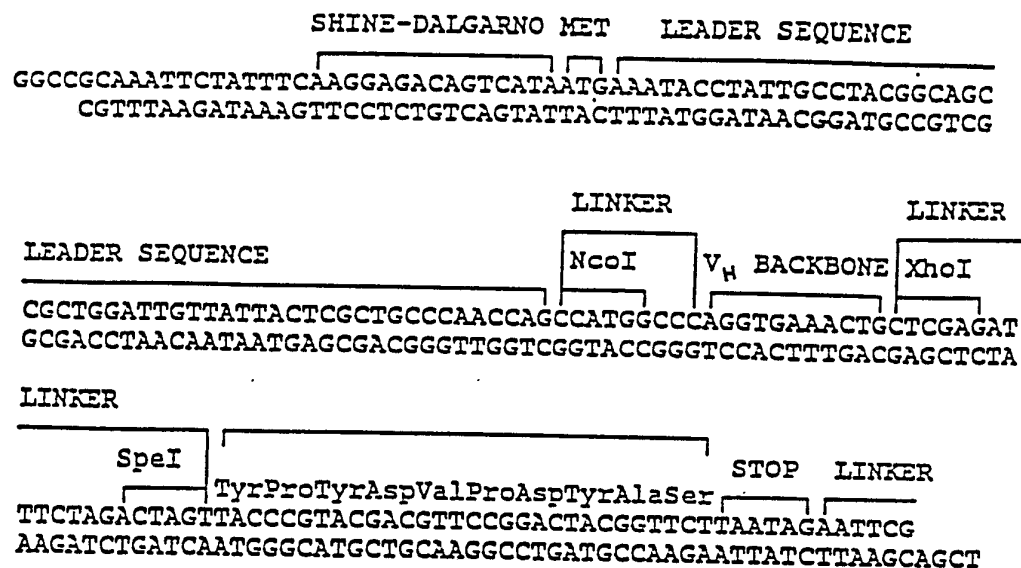 SHINE-DALGARNO MET LEADER SEQUENCE
GGCCGCAAATTCTATTTCAAGGAGACAGTCATAATGAAATACCTATTGCCTACGGCAGC
CGTTTAAGATAAAGTTCCTCTGTCAGTATTACTTTATGGATAACGGATGCCGTCG
LINKER LINKER
LEADER SEQUENCE NcoI VH BACKBONE XhoI
CGCTGGATTGTTATTACTCGCTGCCCAACCAGCCATGGCCCAGGTGAAACTGCTCGAGAT
GCGACCTAACAATAATGAGCGACGGGTTGGTCGGTACCGGGTCCACTTTGACGAGCTCTA
LINKER
SpeI STOP LINKER
TyrProTyrAspValProAspTyrAlaSer
TTCTAGACTAGTTACCCGTACGACGTTCCGGACTACGGTTCTTAATAGAATTCG
AAGATCTGATCAATGGGCATGCTGCAAGGCCTGATGCCAAGAATTATCTTAAGCAGCT